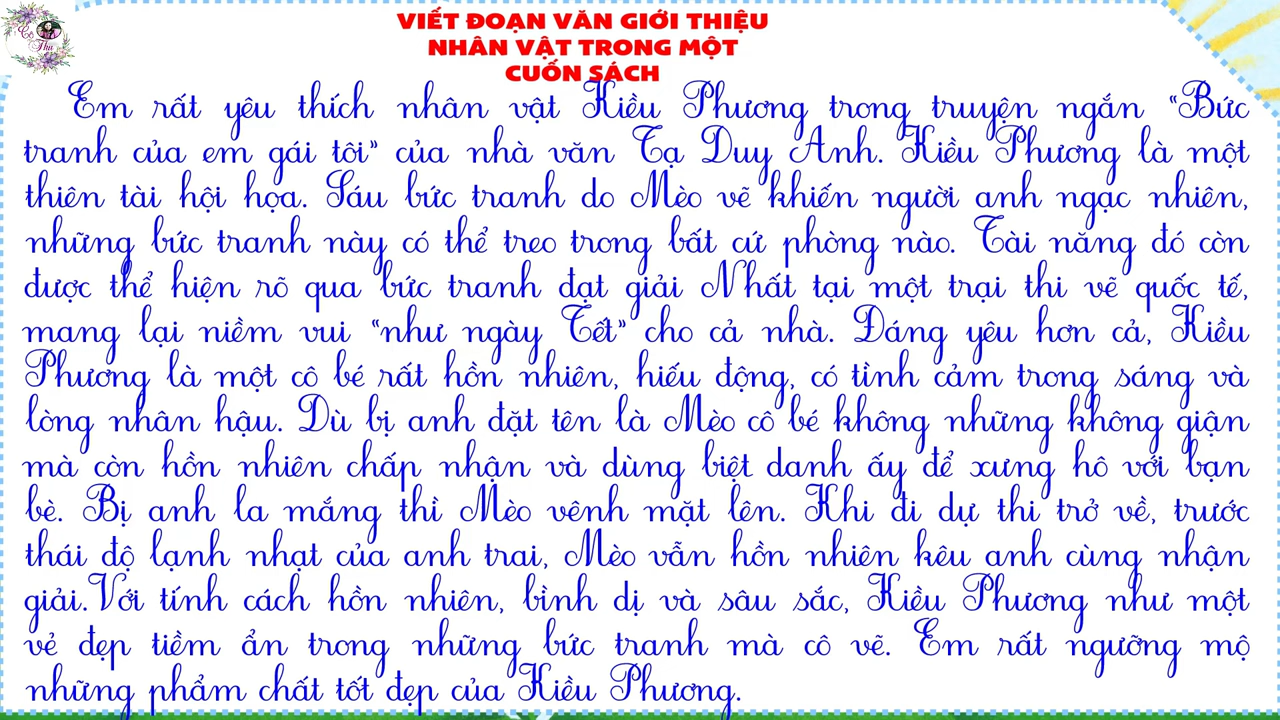 Cô Thu
VIẾT ĐOẠN VĂN GIỚI THIỆU
NHÂN VẬT TRONG MỘT
CUỐN SÁCH
Em rất yêu thích nhân vật Kiều Phương trong truyện ngắn "Bức
tranh của em gái tôi" của nhà văn Tạ Duy Anh. Kiều Phương là một
thiên tài hội họa. Sáu bức tranh do Mèo vẽ khiến người anh ngạc nhiên,
những bức tranh này có thể treo trong bất cứ phòng nào. Tài năng đó còn
được thể hiện rõ qua bức tranh đạt giải Nhất tại một trại thi vẽ quốc tế,
mang lại niềm vui "như ngày Tết" cho cả nhà. Đáng yêu hơn cả, Kiều
Phương là một cô bé rất hồn nhiên, hiếu động, có tình cảm trong sáng và
lòng nhân hậu. Dù bị anh đặt tên là Mèo cô bé không những không giận
mà còn hồn nhiên chấp nhận và dùng biệt danh ấy để xưng hô với bạn
bè. Bị anh la mắng thì Mèo vênh mặt lên. Khi đi dự thi trở về, trước
thái độ lạnh nhạt của anh trai, Mèo vẫn hồn nhiên kêu anh cùng nhận
giải.Với tính cách hồn nhiên, bình dị và sâu sắc, Kiều Phương như một
vẻ đẹp tiềm ẩn trong những bức tranh mà cô vẽ. Em rất ngưỡng mộ
những phẩm chất tốt đẹp của Kiều Phương.